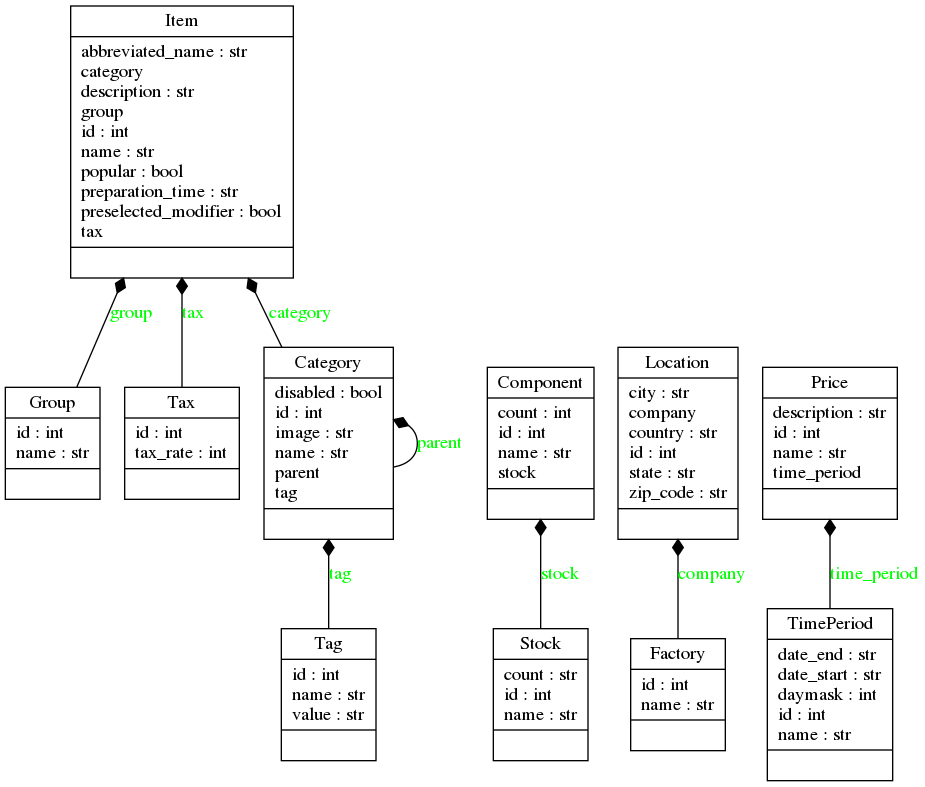 Item
abbreviated_name : str
category
description : str
group
id : int
name : str
popular : bool
preparation_time : str
preselected_modifier : bool
tax
group
tax
category
Group
id : int
name : str
Tax
id : int
tax_rate : int
Category
disabled : bool
id : int
image : str
name : str
parent
tag
parent
Component
count : int
id : int
name : str
stock
Location
city : str
company
country : str
id : int
state : str
zip_code : str
Price
description : str
id : int
name : str
time_period
tag
stock
company
time_period
Tag
id : int
name : str
value : str
Stock
count : str
id : int
name : str
Factory
id : int
name : str
TimePeriod
date_end : str
date_start : str
daymask : int
id : int
name : str